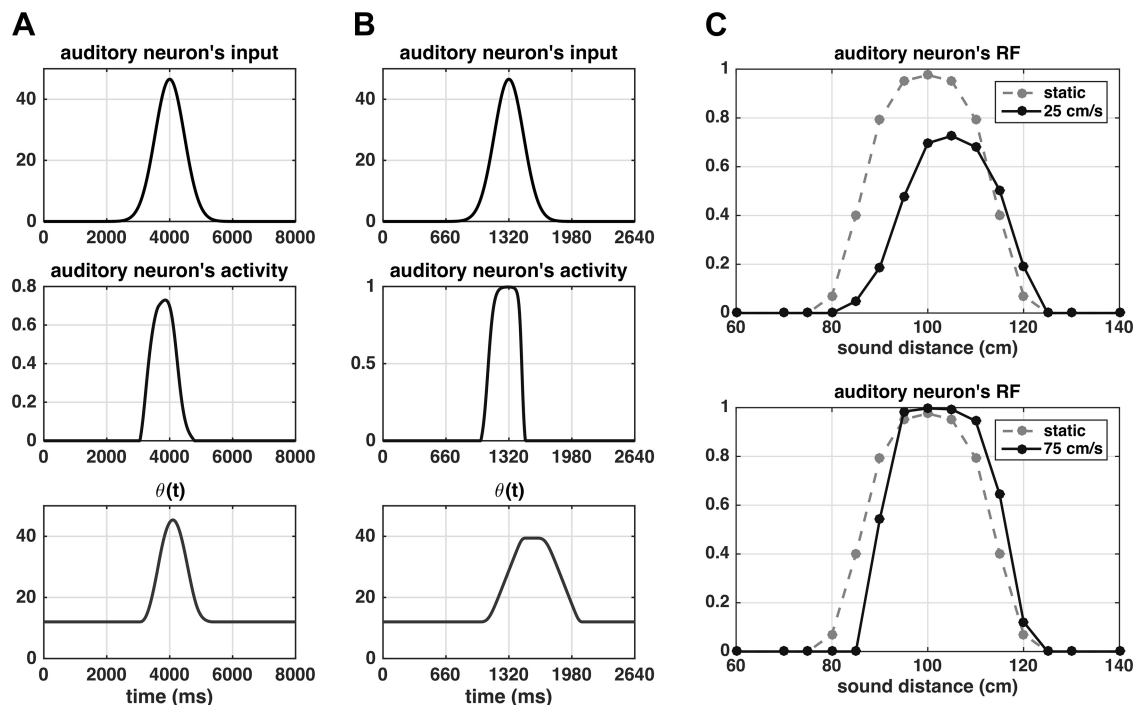 A
auditory neuron's input
40
20
0
0 2000 4000 6000 8000
auditory neuron's activity
0.8
0.6
0.4
0.2
0
0 2000 4000 6000 8000
θ(t)
40
20
0
0 2000 4000 6000 8000
time (ms)
B
auditory neuron's input
40
20
0
0 660 1320 1980 2640
auditory neuron's activity
1
0.5
0
0 660 1320 1980 2640
θ(t)
40
20
0
0 660 1320 1980 2640
time (ms)
C
auditory neuron's RF
1
0.8
0.6
0.4
0.2
0
static
25 cm/s
60 80 100 120 140
sound distance (cm)
auditory neuron's RF
1
0.8
0.6
0.4
0.2
0
static
75 cm/s
60 80 100 120 140
sound distance (cm)